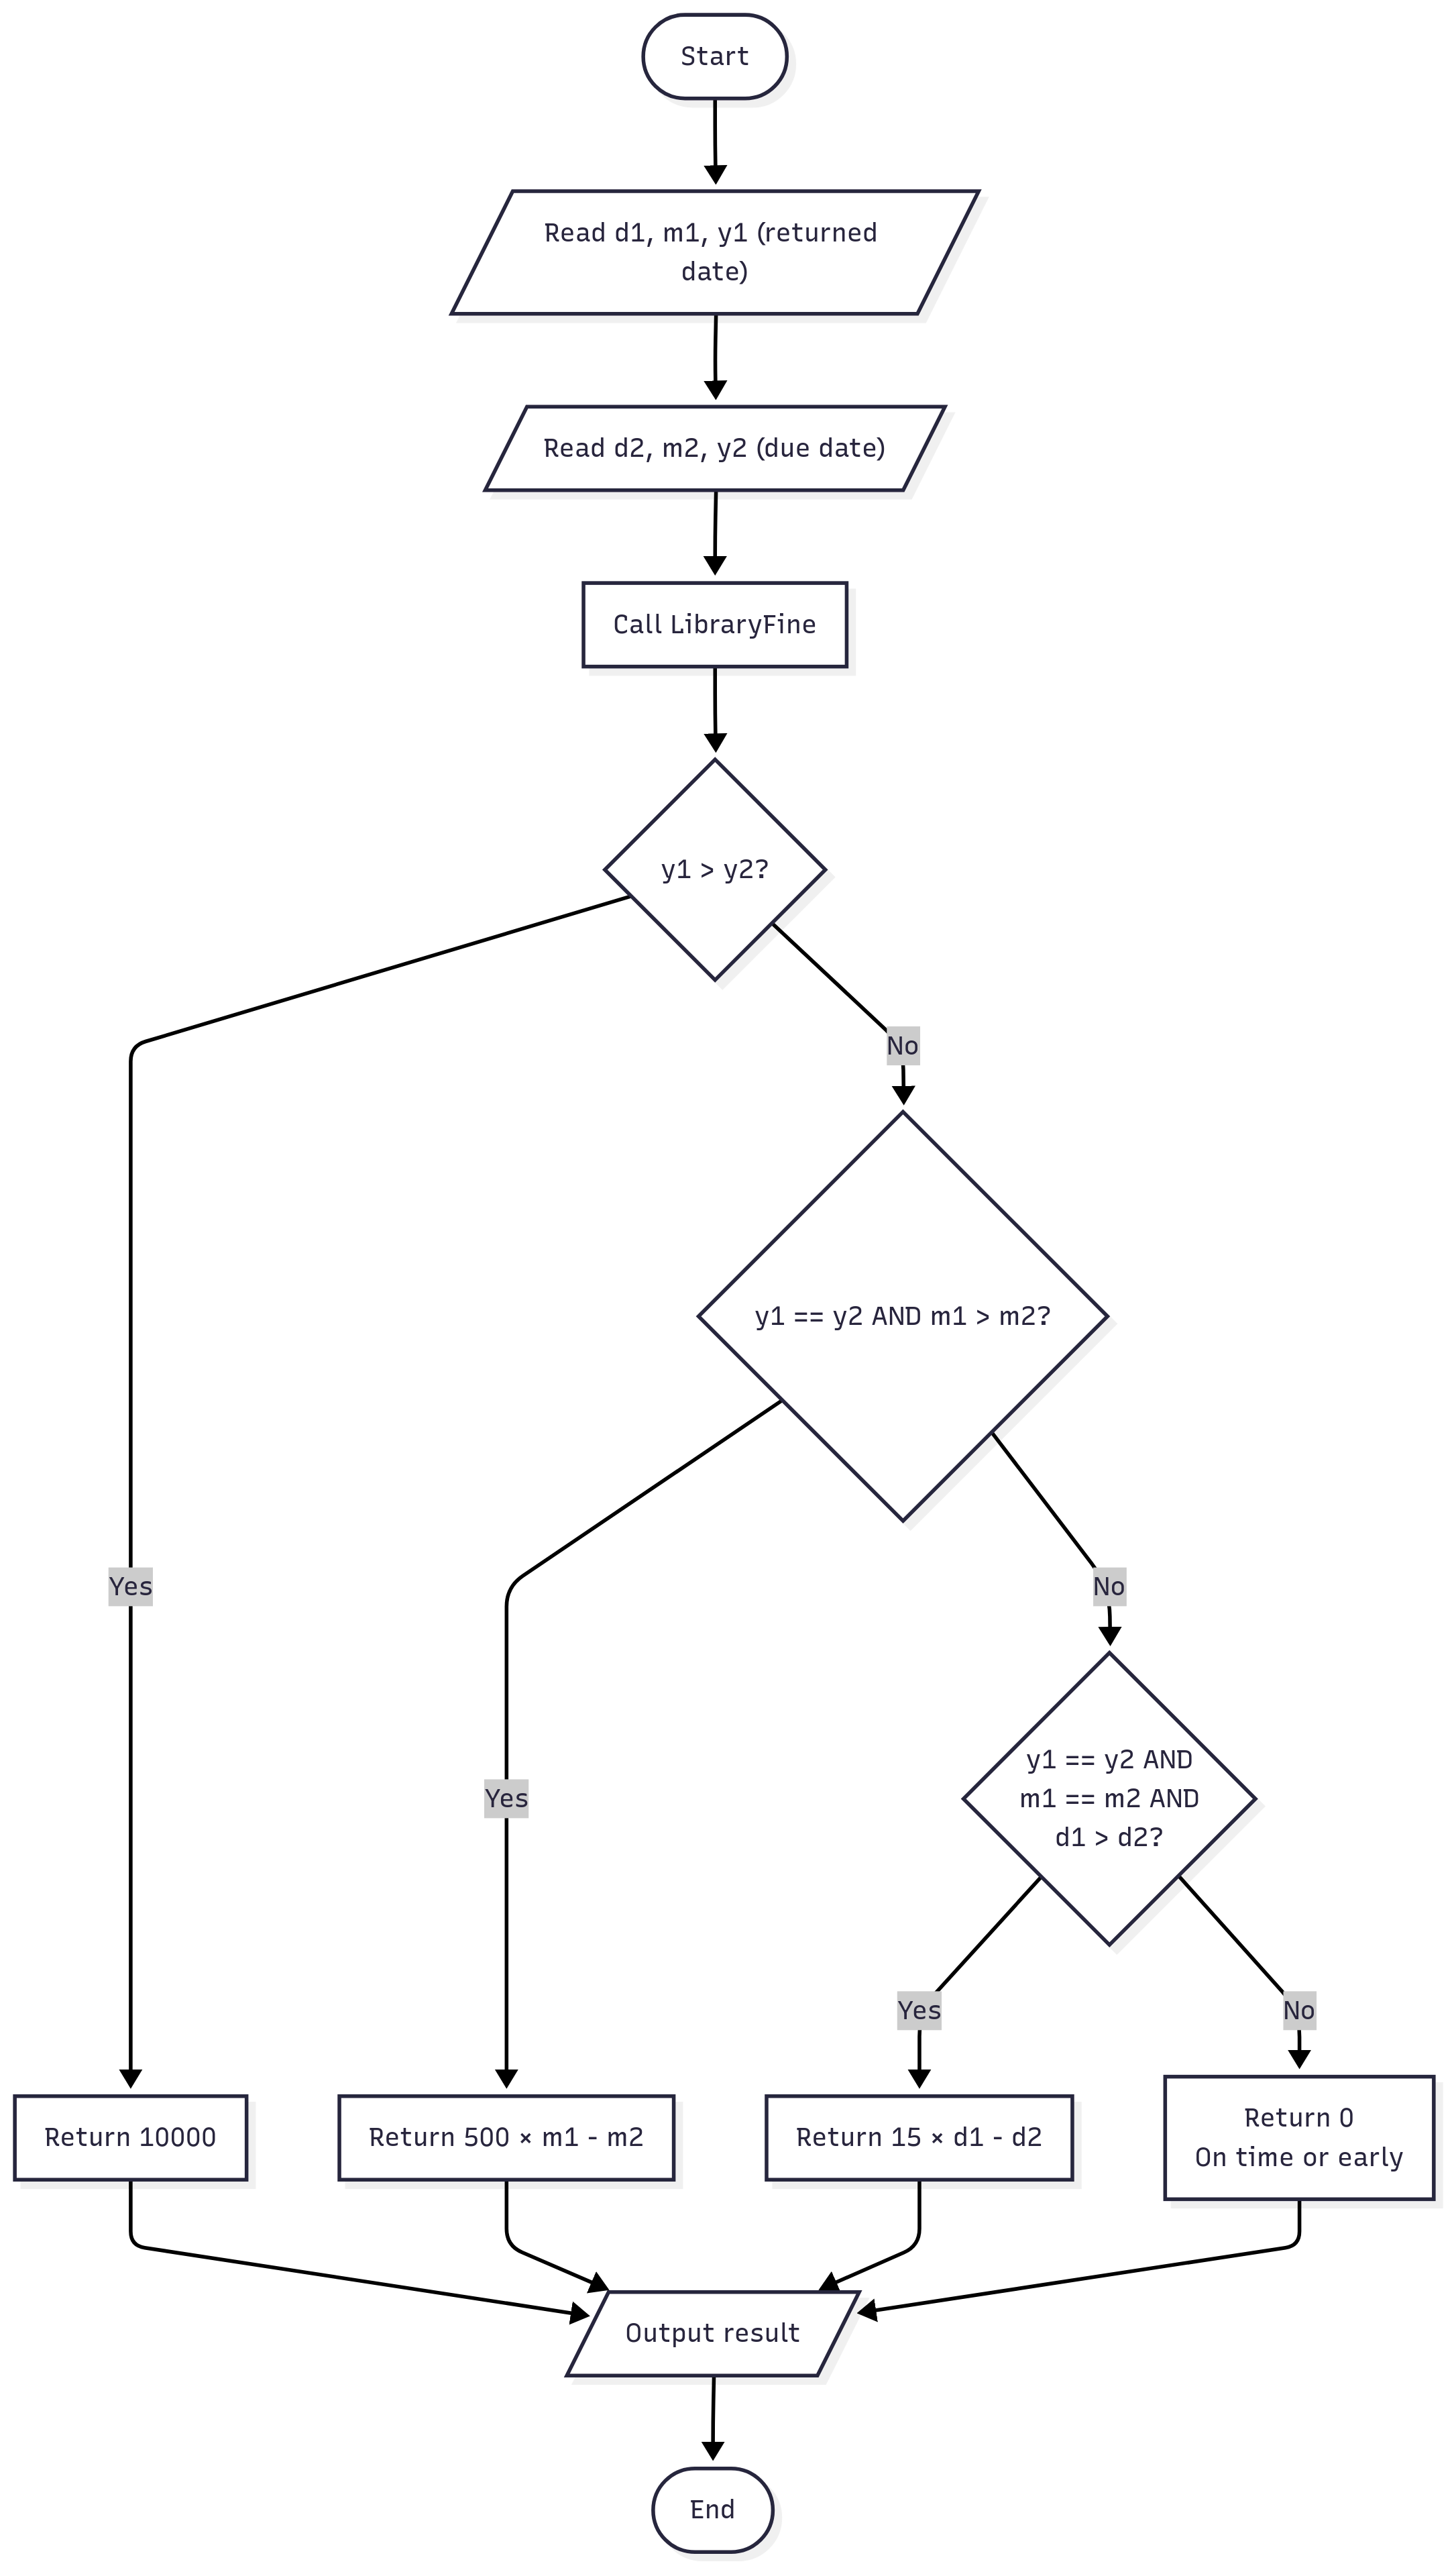 Start
Read d1, m1, y1 (returned
date)
Read d2, m2, y2 (due date)
Call LibraryFine
y1 > y2?
No
y1 == y2 AND m1 > m2?
Yes
No
y1 == y2 AND
m1 == m2 AND
d1 > d2?
Yes
Yes
No
Return 10000
Return 500 × m1 - m2
Return 15 × d1 - d2
Return 0
On time or early
Output result
End